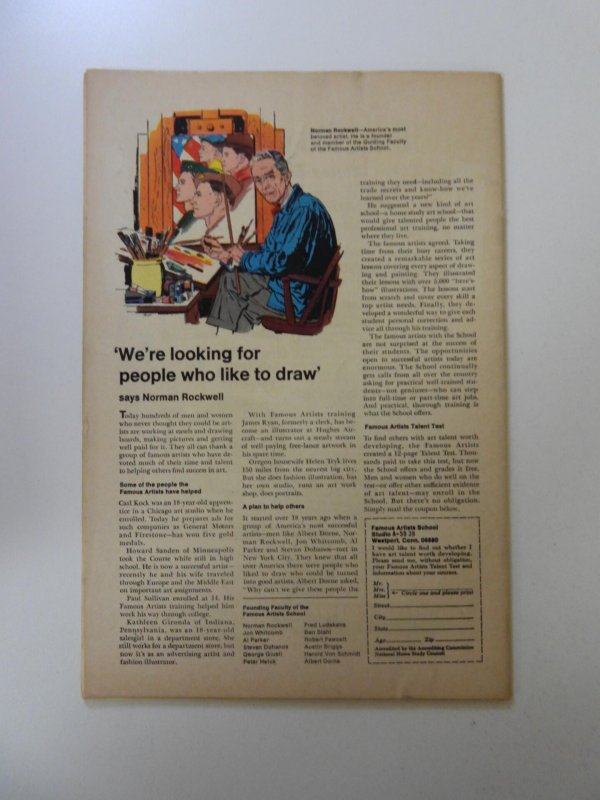 Norman Rockwell—America's most
beloved artist. He is a founder
and member of the Guiding Faculty
of the Famous Artists School.
'We're looking for
people who like to draw'
says Norman Rockwell
Today hundreds of men and women
who never thought they could be art-
ists are working at easels and drawing
boards, making pictures and getting
well paid for it. They all can thank a
group of famous artists who have de-
voted much of their time and talent
to helping others find success in art.
Some of the people the
Famous Artists have helped
Carl Kock was an 18-year-old appren-
tice in a Chicago art studio when he
enrolled. Today he prepares ads for
such companies as General Motors
and Firestone—has won five gold
medals.
Howard Sanden of Minneapolis
took the Course while still in high
school. He is now a successful artist—
recently he and his wife traveled
through Europe and the Middle East
on important art assignments.
Paul Sullivan enrolled at 14. His
Famous Artists training helped him
work his way through college.
Kathleen Gironda of Indiana,
Pennsylvania, was an 18-year-old
salesgirl in a department store. She
still works for a department store, but
now it's as an advertising artist and
fashion illustrator.
With Famous Artists training
James Ryan, formerly a clerk, has be-
come an illustrator at Hughes Air-
craft—and turns out a steady stream
of well paying free-lance artwork in
his spare time.
Oregon housewife Helen Tryk lives
150 miles from the nearest big city.
But she does fashion illustration, has
her own studio, runs an art work
shop, does portraits.
A plan to help others
It started over 18 years ago when a
group of America's most successful
artists—men like Albert Dorne, Nor-
man Rockwell, Jon Whitcomb, Al
Parker and Stevan Dohanos—met in
New York City. They knew that all
over America there were people who
liked to draw who could be turned
into good artists. Albert Dorne asked,
"Why can't we give these people the
Founding Faculty of the
Famous Artists School
Norman Rockwell
Jon Whitcomb
Al Parker
Stevan Dohanos
George Giusti
Peter Helck
Fred Ludekens
Ben Stahl
Robert Fawcett
Austin Briggs
Harold Von Schmidt
Albert Dorne
training they need—including all the
trade secrets and know-how we've
learned over the years?"
He suggested a new kind of art
school—a home study art school—that
would give talented people the best
professional art training, no matter
where they live.
The famous artists agreed. Taking
time from their busy careers, they
created a remarkable series of art
lessons covering every aspect of draw-
ing and painting. They illustrated
their lessons with over 5,000 "here's-
how" illustrations. The lessons start
from scratch and cover every skill a
top artist needs. Finally, they de-
veloped a wonderful way to give each
student personal correction and ad-
vice all through his training.
The famous artists with the School
are not surprised at the success of
their students. The opportunities
open to successful artists today are
enormous. The School continually
gets calls from all over the country
asking for practical well-trained stu-
dents—not geniuses—who can step
into full-time or part-time art jobs.
And practical, thorough training is
what the School offers.
Famous Artists Talent Test
To find others with art talent worth
developing, the Famous Artists
created a 12-page Talent Test. Thou-
sands paid to take this test, but now
the School offers and grades it free.
Men and women who do well on the
test—or offer other sufficient evidence
of art talent—may enroll in the
School. But there's no obligation.
Simply mail the coupon below.
Famous Artists School
Westport, Conn. 06880
I would like to find out whether I
have art talent worth developing.
Please send me, without obligation,
your Famous Artists Talent Test and
information about your courses.
Mr.
Mrs.
Miss
Circle one and please print
Street
City
State
Age Zip
Accredited by the Accrediting Commission
National Home Study Council